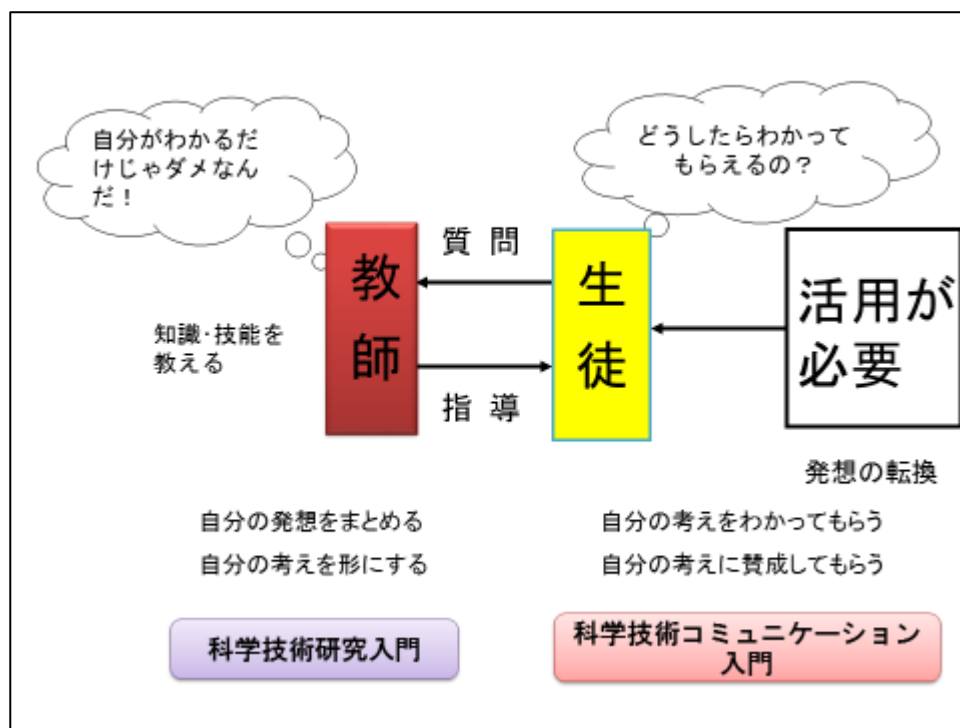 自分がわかるだ
けじゃダメなん
だ！
どうしたらわかって
もらえるの？
教師
質 問
指 導
生徒
活用が
必要
知識・技能を
教える
発想の転換
自分の発想をまとめる
自分の考えを形にする
自分の考えをわかってもらう
自分の考えに賛成してもらう
科学技術研究入門
科学技術コミュニケーション
入門